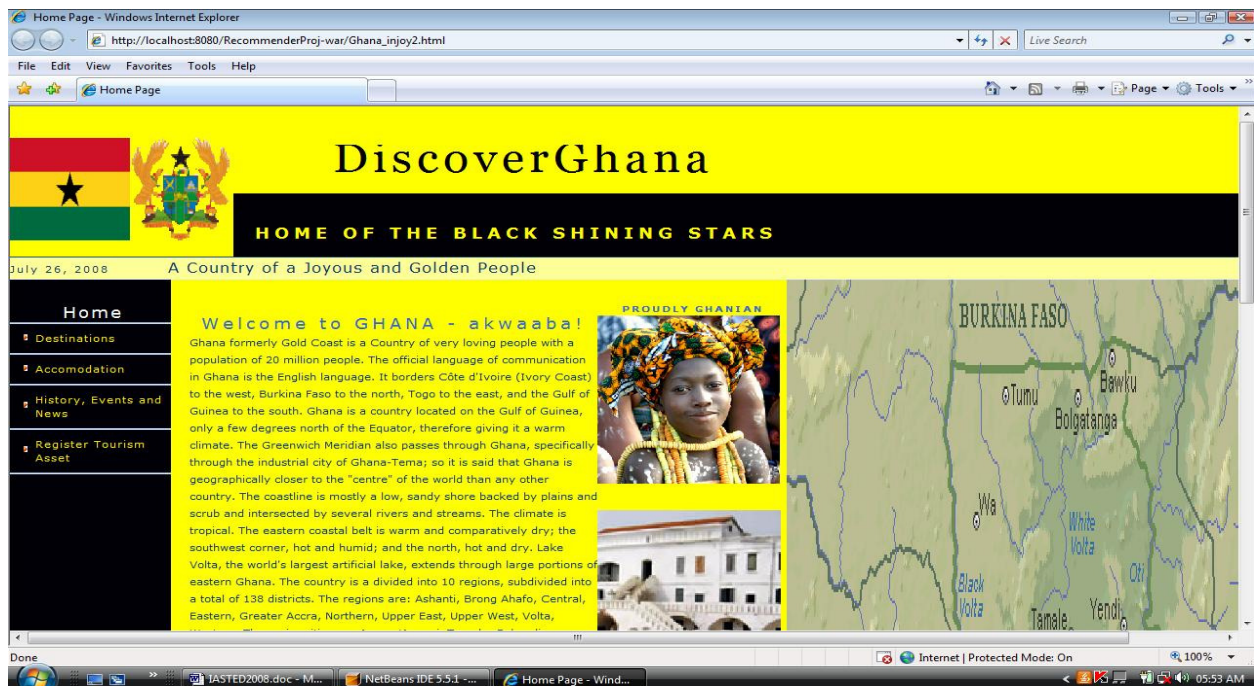 Home Page - Windows Internet Explorer
http://localhost:8080/RecommenderProj-war/Ghana_injoy2.html
Live Search
File Edit View Favorites Tools Help
Home Page
Page Tools
DiscoverGhana
HOME OF THE BLACK SHINING STARS
July 26, 2008
A Country of a Joyous and Golden People
Home
Destinations
Accomodation
History, Events and
News
Register Tourism
Asset
Welcome to GHANA - akwaaba!
Ghana formerly Gold Coast is a Country of very loving people with a
population of 20 million people. The official language of communication
in Ghana is the English language. It borders Côte d'Ivoire (Ivory Coast)
to the west, Burkina Faso to the north, Togo to the east, and the Gulf of
Guinea to the south. Ghana is a country located on the Gulf of Guinea,
only a few degrees north of the Equator, therefore giving it a warm
climate. The Greenwich Meridian also passes through Ghana, specifically
through the industrial city of Ghana-Tema; so it is said that Ghana is
geographically closer to the "centre" of the world than any other
country. The coastline is mostly a low, sandy shore backed by plains and
scrub and intersected by several rivers and streams. The climate is
tropical. The eastern coastal belt is warm and comparatively dry; the
southwest corner, hot and humid; and the north, hot and dry. Lake
Volta, the world's largest artificial lake, extends through large portions of
eastern Ghana. The country is a divided into 10 regions, subdivided into
a total of 138 districts. The regions are: Ashanti, Brong Ahafo, Central,
Eastern, Greater Accra, Northern, Upper East, Upper West, Volta,
PROUDLY GHANIAN
BURKINA FASO
Bawku
Tumu
Bolgatanga
Wa
White
Volta
Black
Volta
Oti
Tamale
Yendi
Done
Internet | Protected Mode: On
100%
IASTED2008.doc - M...
NetBeans IDE 5.5.1 -...
Home Page - Wind...
05:53 AM